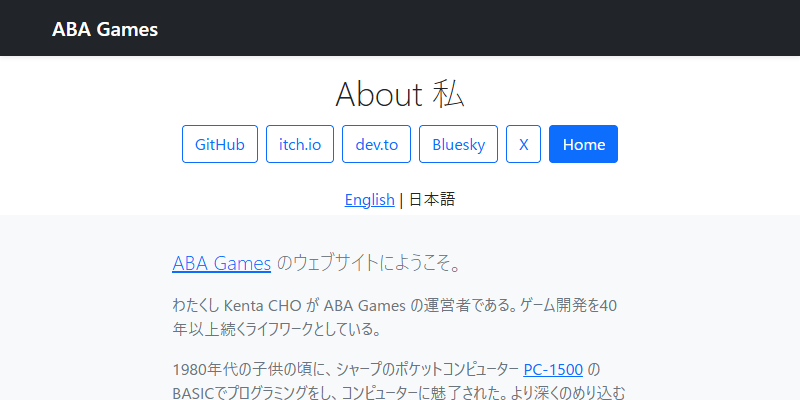 ABA Games
About 私
GitHub itch.io dev.to Bluesky X Home
English | 日本語
ABA Games のウェブサイトにようこそ。
わたくし Kenta CHO が ABA Games の運営者である。ゲーム開発を40
年以上続くライフワークとしている。
1980年代の子供の頃に、シャープのポケットコンピューター PC-1500 の
BASICでプログラミングをし、コンピューターに魅了された。より深くのめり込む